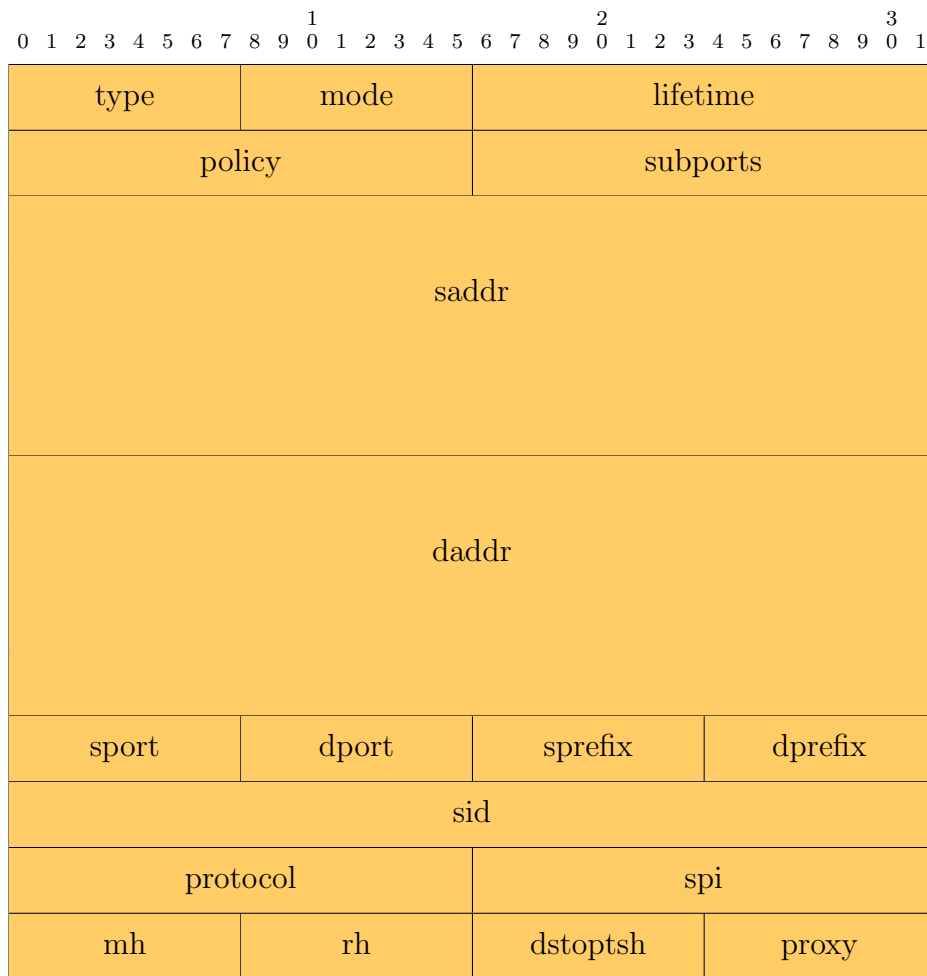 1 2 3
0 1 2 3 4 5 6 7 8 9 0 1 2 3 4 5 6 7 8 9 0 1 2 3 4 5 6 7 8 9 0 1
type mode lifetime
policy subports
saddr
daddr
sport dport sprefix dprefix
sid
protocol spi
mh rh dstoptsh proxy